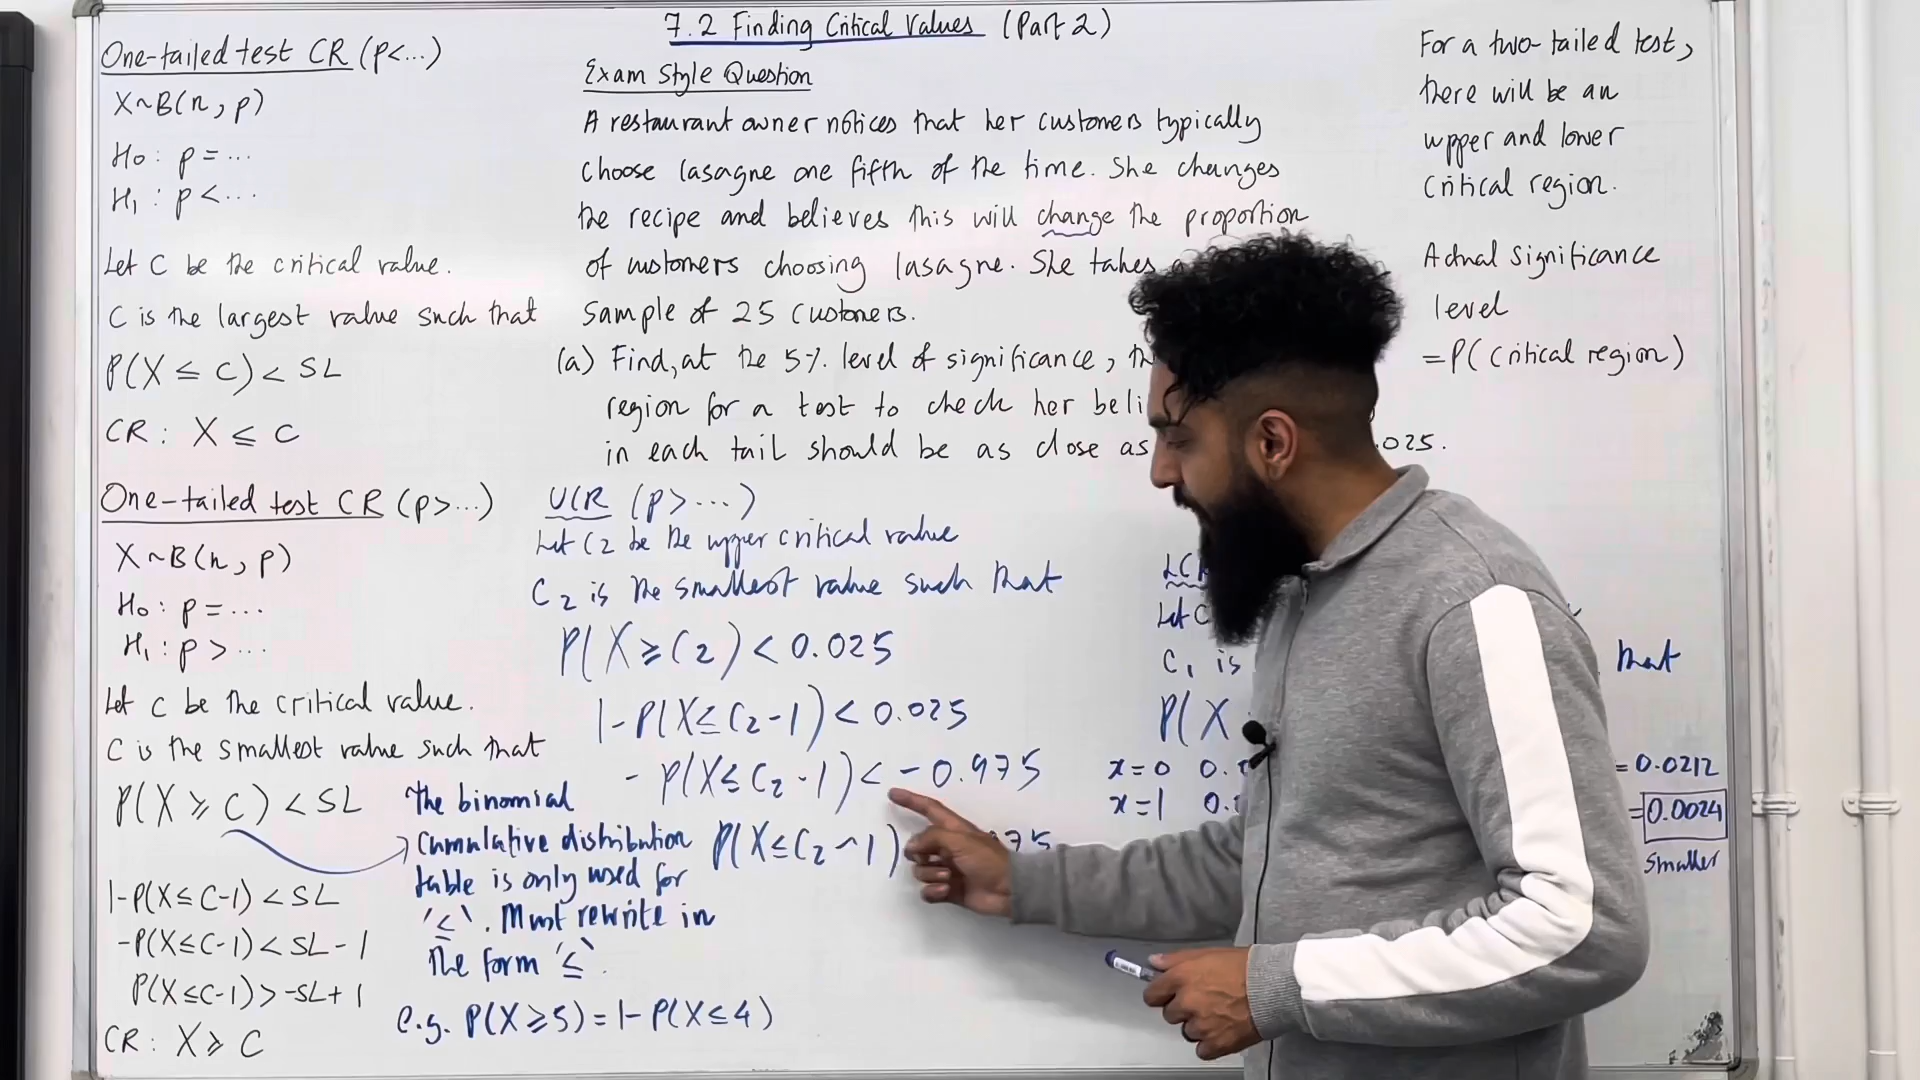 7.2 Finding Critical Values (Part 2)
One-tailed test CR (p<...)
X~B(n, p)
H₀: p = ...
H₁: p < ...
Let C be the critical value.
C is the largest value such that
P(X ≤ C) < SL
CR: X ≤ C
One-tailed test CR (p>...)
X~B(n, p)
H₀: p = ...
H₁: p > ...
Let C be the critical value.
C is the smallest value such that
P(X ≥ C) < SL
1-P(X≤C-1) < SL
-P(X≤C-1) < SL-1
P(X≤C-1) > -SL+1
CR: X ≥ C
Exam Style Question
A restaurant owner notices that her customers typically
choose lasagne one fifth of the time. She changes
the recipe and believes this will change the proportion
of customers choosing lasagne. She takes
Sample of 25 customers.
(a) Find, at the 5% level of significance,
region for a test to check her
in each tail should be as close as .025.
UCR (p>...)
Let C2 be the upper critical value
C2 is the smallest value such that
P(X ≥ C2) < 0.025
1-P(X≤C2-1) < 0.025
-P(X≤C2-1) < -0.975
P(X≤C2-1) 75
The binomial
Cumulative distribution
table is only used for
'≤'. Must rewrite in
the form '≤'.
e.g. P(X≥5) = 1-P(X≤4)
Let C
C₁ is that
P(X
x=0 0. = 0.0212
x=1 0. = 0.0024
smaller
For a two-tailed test,
there will be an
upper and lower
critical region.
Actual significance
level
=P(critical region)